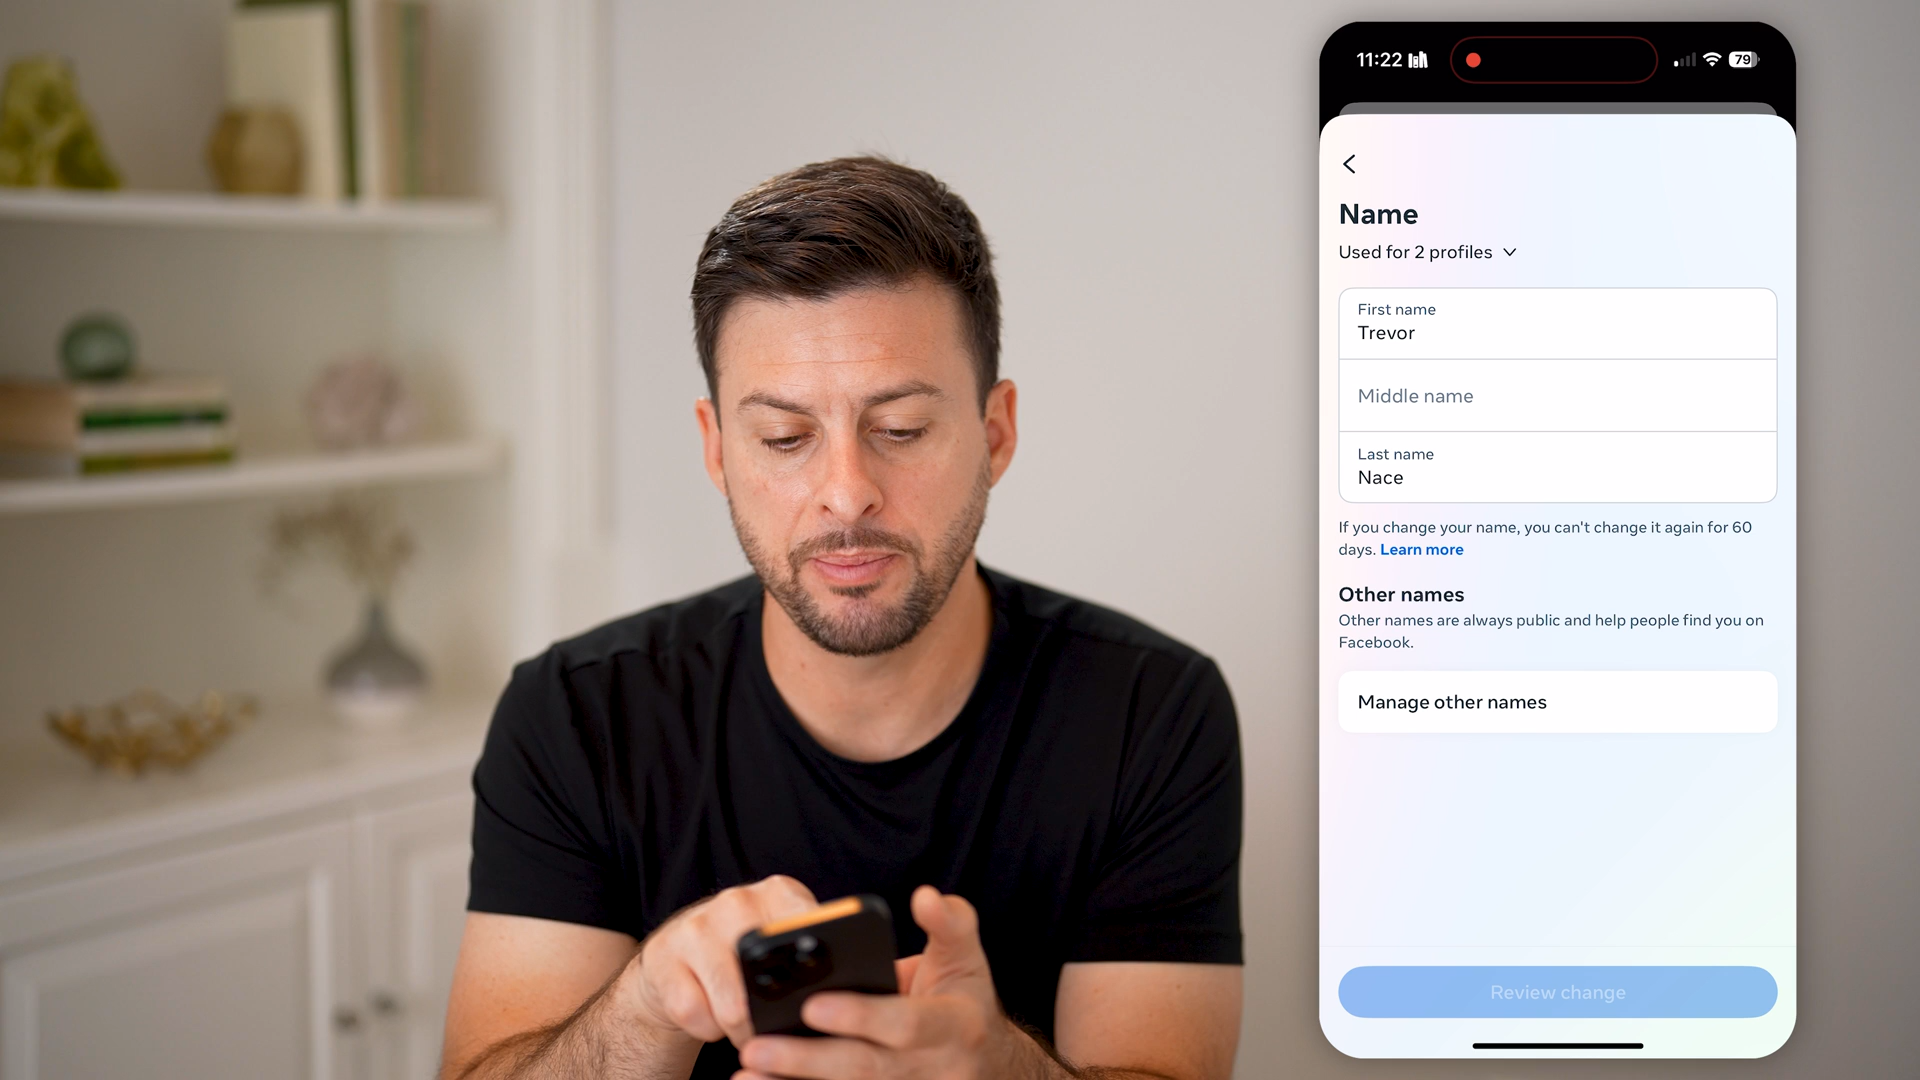 11:22
79
Name
Used for 2 profiles
First name
Trevor
Middle name
Last name
Nace
If you change your name, you can't change it again for 60
days. Learn more
Other names
Other names are always public and help people find you on
Facebook.
Manage other names
Review change